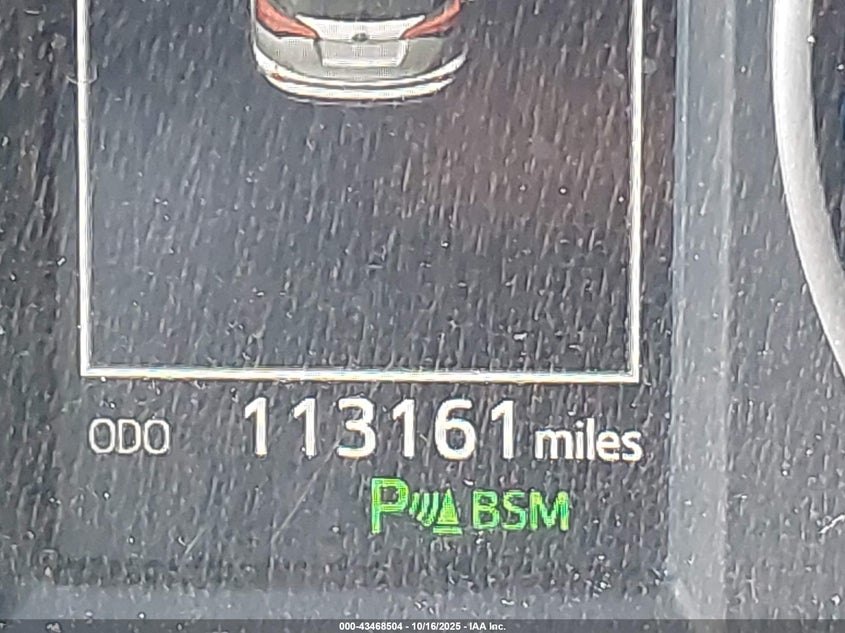 ODO 113161 miles
P BSM
000-43468504 - 10/16/2025 - IAA Inc.